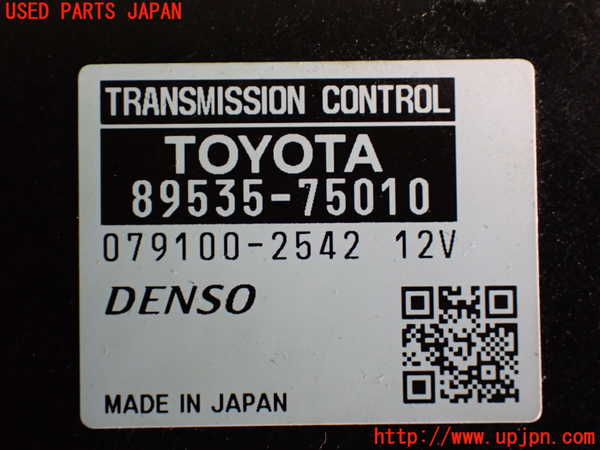 USED PARTS JAPAN
TRANSMISSION CONTROL
TOYOTA
89535-75010
079100-2542 12V
DENSO
MADE IN JAPAN
http://www.upjpn.com/